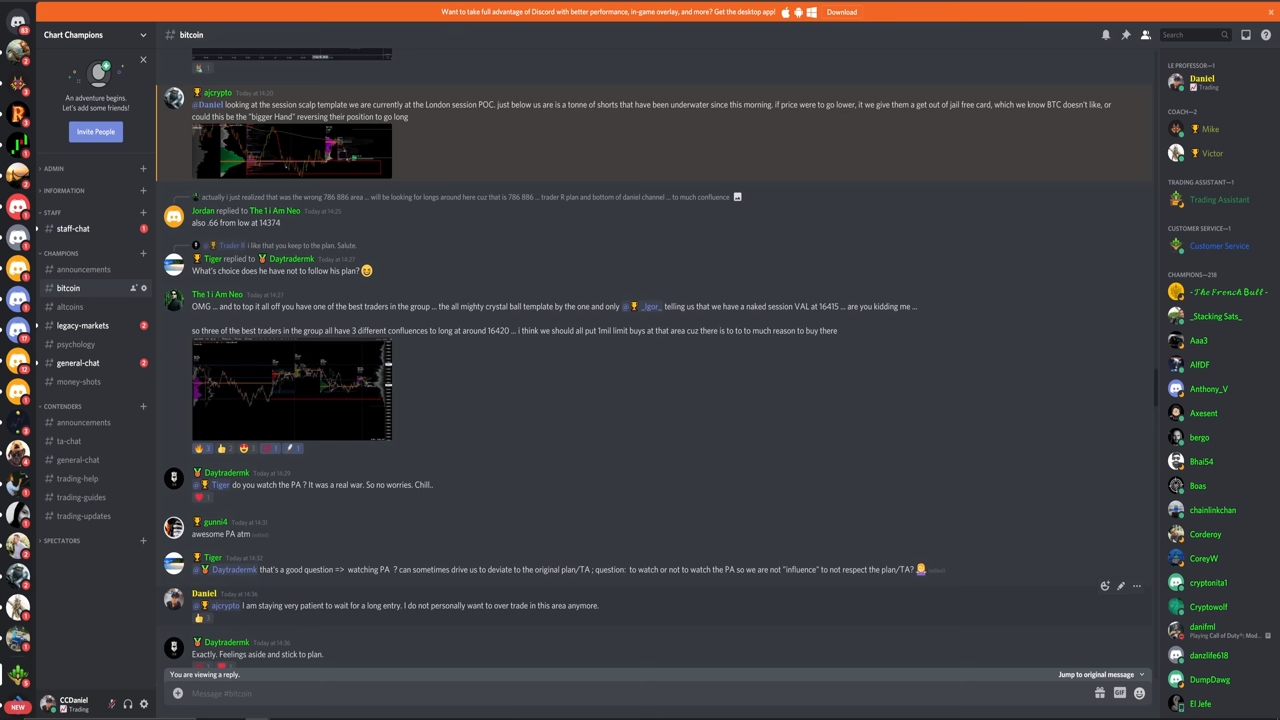 Want to take full advantage of Discord with better performance, in-game overlay, and more? Get the desktop app!
Download
Chart Champions
An adventure begins.
Let's add some friends!
Invite People
ADMIN
INFORMATION
STAFF
staff-chat
1
CHAMPIONS
announcements
bitcoin
altcoins
legacy-markets
2
psychology
general-chat
2
money-shots
CONTENDERS
announcements
ta-chat
general-chat
trading-help
trading-guides
trading-updates
SPECTATORS
CCDaniel
Trading
NEW
# bitcoin
Search
ajcrypto Today at 14:20
@Daniel looking at the session scalp template we are currently at the London session POC. just below us are is a tonne of shorts that have been underwater since this morning. if price were to go lower, it we give them a get out of jail free card, which we know BTC doesn't like, or
could this be the "bigger Hand" reversing their position to go long
actually i just realized that was the wrong 786 886 area ... will be looking for longs around here cuz that is 786 886 ... trader R plan and bottom of daniel channel ... to much confluence.
Jordan replied to The 1 i Am Neo Today at 14:25
also .66 from low at 14374
@ Trader R i like that you keep to the plan. Salute.
Tiger replied to Daytradermk Today at 14:27
What's choice does he have not to follow his plan?
The 1 i Am Neo Today at 14:27
OMG ... and to top it all off you have one of the best traders in the group ... the all mighty crystal ball template by the one and only @ _Igor_ telling us that we have a naked session VAL at 16415 ... are you kidding me ...
so three of the best traders in the group all have 3 different confluences to long at around 16420 ... i think we should all put 1mil limit buys at that area cuz there is to to to much reason to buy there
Daytradermk Today at 14:29
@ Tiger do you watch the PA ? It was a real war. So no worries. Chill..
gunni4 Today at 14:31
awesome PA atm (edited)
Tiger Today at 14:32
@ Daytradermk that's a good question => watching PA ? can sometimes drive us to deviate to the original plan/TA ; question: to watch or not to watch the PA so we are not "influence" to not respect the plan/TA? (edited)
Daniel Today at 14:36
@ ajcrypto I am staying very patient to wait for a long entry. I do not personally want to over trade in this area anymore.
Daytradermk Today at 14:36
Exactly. Feelings aside and stick to plan.
You are viewing a reply.
Jump to original message
Message #bitcoin
GIF
LE PROFESSOR—1
Daniel
Trading
COACH—2
Mike
Victor
TRADING ASSISTANT—1
Trading Assistant
CUSTOMER SERVICE—1
Customer Service
CHAMPIONS—218
-𝓣𝓱𝓮 𝓕𝓻𝓮𝓷𝓬𝓱 𝓑𝓾𝓵𝓵-
_Stacking Sats_
Aaa3
AlfDF
Anthony_V
Axesent
bergo
Bhai54
Boas
chainlinkchan
Corderoy
CoreyW
cryptonita1
Cryptowolf
danifml
Playing Call of Duty®: Mod...
danzlife618
DumpDawg
El Jefe